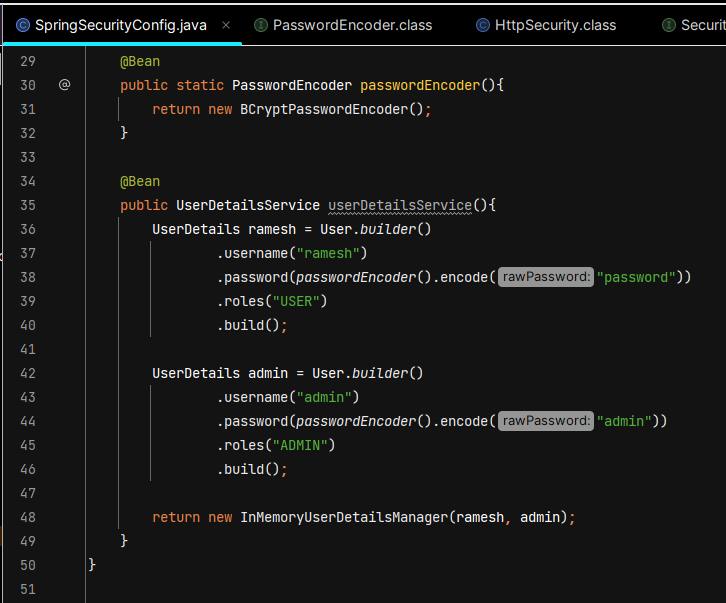 SpringSecurityConfig.java × PasswordEncoder.class HttpSecurity.class Securit
29 @Bean
30 @ public static PasswordEncoder passwordEncoder(){
31 return new BCryptPasswordEncoder();
32 }
33
34 @Bean
35 public UserDetailsService userDetailsService(){
36 UserDetails ramesh = User.builder()
37 .username("ramesh")
38 .password(passwordEncoder().encode( rawPassword: "password"))
39 .roles("USER")
40 .build();
41
42 UserDetails admin = User.builder()
43 .username("admin")
44 .password(passwordEncoder().encode( rawPassword: "admin"))
45 .roles("ADMIN")
46 .build();
47
48 return new InMemoryUserDetailsManager(ramesh, admin);
49 }
50 }
51